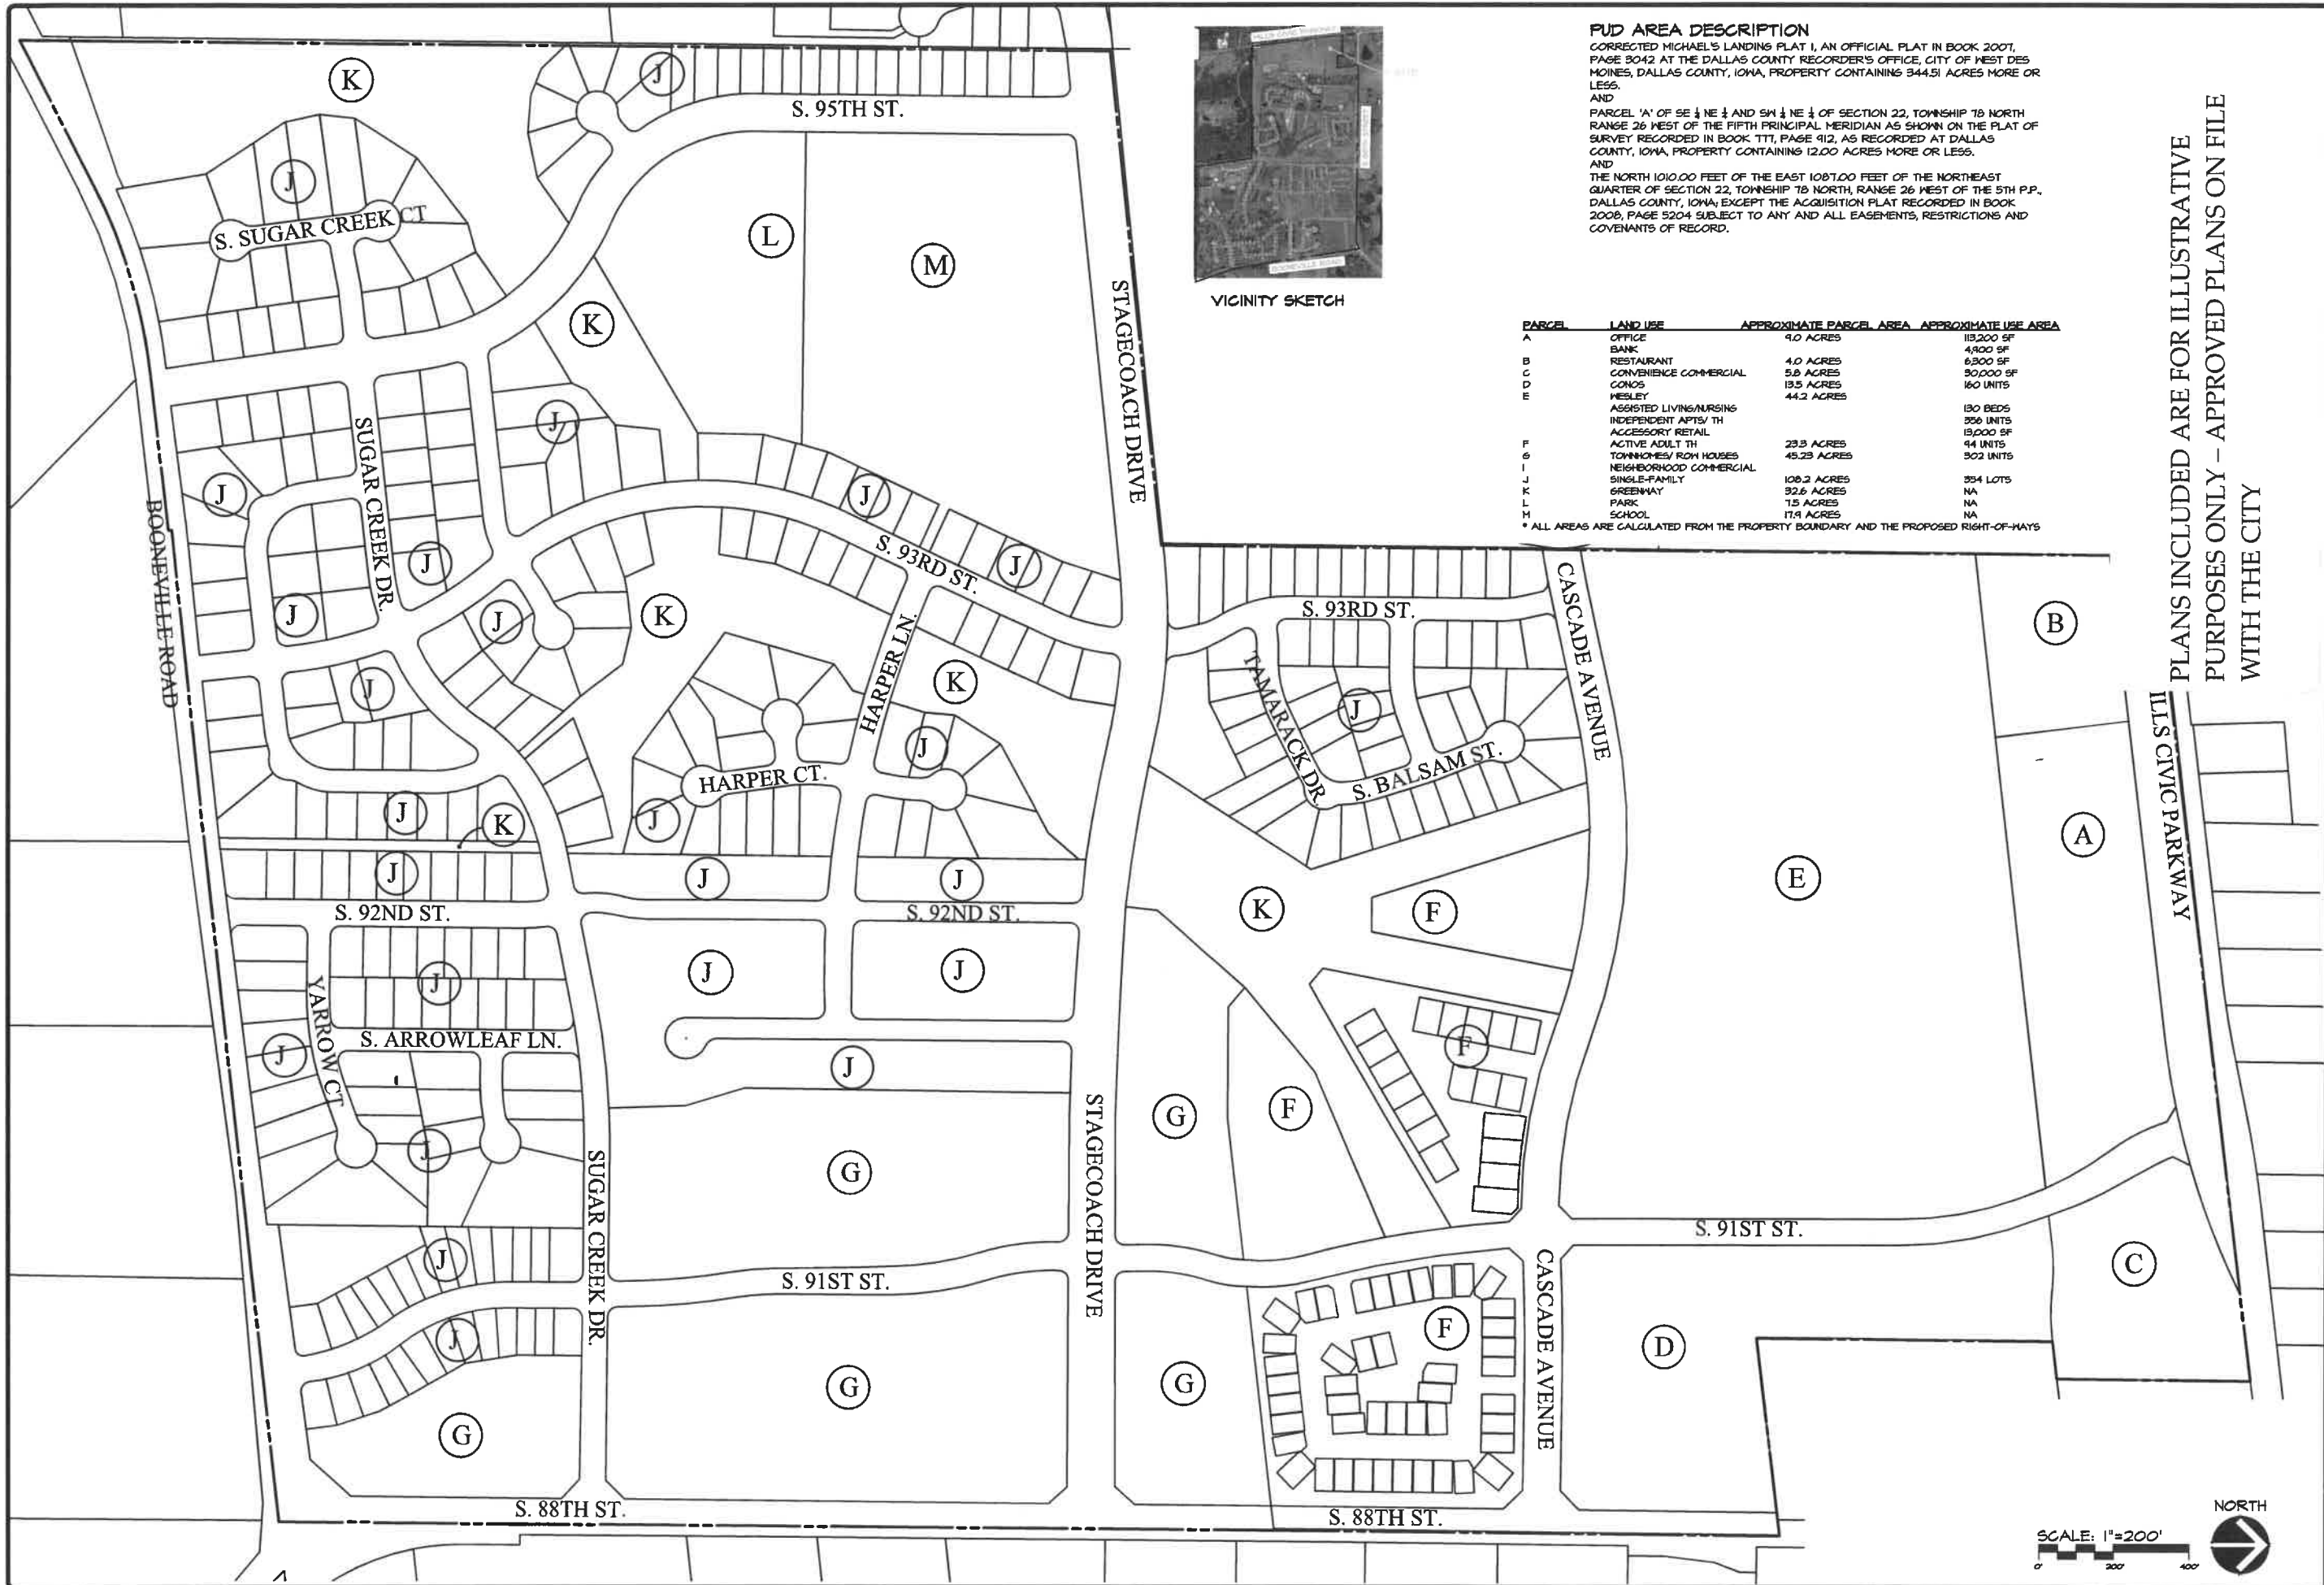 PUD AREA DESCRIPTION
CORRECTED MICHAEL'S LANDING PLAT 1, AN OFFICIAL PLAT IN BOOK 2007,
PAGE 3042 AT THE DALLAS COUNTY RECORDER'S OFFICE, CITY OF WEST DES
MOINES, DALLAS COUNTY, IOWA, PROPERTY CONTAINING 344.51 ACRES MORE OR
LESS.
AND
PARCEL 'A' OF SE ¼ NE ¼ AND SW ¼ NE ¼ OF SECTION 22, TOWNSHIP 78 NORTH
RANGE 26 WEST OF THE FIFTH PRINCIPAL MERIDIAN AS SHOWN ON THE PLAT OF
SURVEY RECORDED IN BOOK 777, PAGE 912, AS RECORDED AT DALLAS
COUNTY, IOWA, PROPERTY CONTAINING 12.00 ACRES MORE OR LESS.
AND
THE NORTH 1010.00 FEET OF THE EAST 1087.00 FEET OF THE NORTHEAST
QUARTER OF SECTION 22, TOWNSHIP 78 NORTH, RANGE 26 WEST OF THE 5TH P.P.,
DALLAS COUNTY, IOWA; EXCEPT THE ACQUISITION PLAT RECORDED IN BOOK
2008, PAGE 5204 SUBJECT TO ANY AND ALL EASEMENTS, RESTRICTIONS AND
COVENANTS OF RECORD.
BOONEVILLE ROAD
VICINITY SKETCH
PARCEL LAND USE APPROXIMATE PARCEL AREA APPROXIMATE USE AREA
A OFFICE 9.0 ACRES 113,200 SF
BANK 4,900 SF
B RESTAURANT 4.0 ACRES 6,300 SF
C CONVENIENCE COMMERCIAL 5.8 ACRES 30,000 SF
D CONOS 13.5 ACRES 160 UNITS
E WESLEY 44.2 ACRES
ASSISTED LIVING/NURSING 130 BEDS
INDEPENDENT APTS/ TH 356 UNITS
ACCESSORY RETAIL 13,000 SF
F ACTIVE ADULT TH 23.3 ACRES 94 UNITS
G TOWNHOMES/ ROW HOUSES 45.23 ACRES 302 UNITS
I NEIGHBORHOOD COMMERCIAL
J SINGLE-FAMILY 108.2 ACRES 334 LOTS
K GREENWAY 32.6 ACRES NA
L PARK 7.5 ACRES NA
M SCHOOL 17.9 ACRES NA
* ALL AREAS ARE CALCULATED FROM THE PROPERTY BOUNDARY AND THE PROPOSED RIGHT-OF-WAYS
PLANS INCLUDED ARE FOR ILLUSTRATIVE
PURPOSES ONLY – APPROVED PLANS ON FILE
WITH THE CITY
K
J
S. 95TH ST.
J
S. SUGAR CREEK CT
L
M
K
STAGECOACH DRIVE
J
SUGAR CREEK DR.
J
J
S. 93RD ST.
J
J
BOONEVILLE ROAD
J
J
K
HARPER LN.
K
J
J
HARPER CT.
J
J
K
J
J
J
S. 92ND ST.
S. 92ND ST.
J
J
J
YARROW CT
S. ARROWLEAF LN.
J
J
J
SUGAR CREEK DR.
G
STAGECOACH DRIVE
J
S. 91ST ST.
J
G
G
S. 88TH ST.
S. 93RD ST.
CASCADE AVENUE
B
TAMARACK DR.
J
S. BALSAM ST.
ILLS CIVIC PARKWAY
A
E
K
F
F
G
F
S. 91ST ST.
C
CASCADE AVENUE
F
D
G
S. 88TH ST.
NORTH
SCALE: 1"=200'
0' 200' 400'